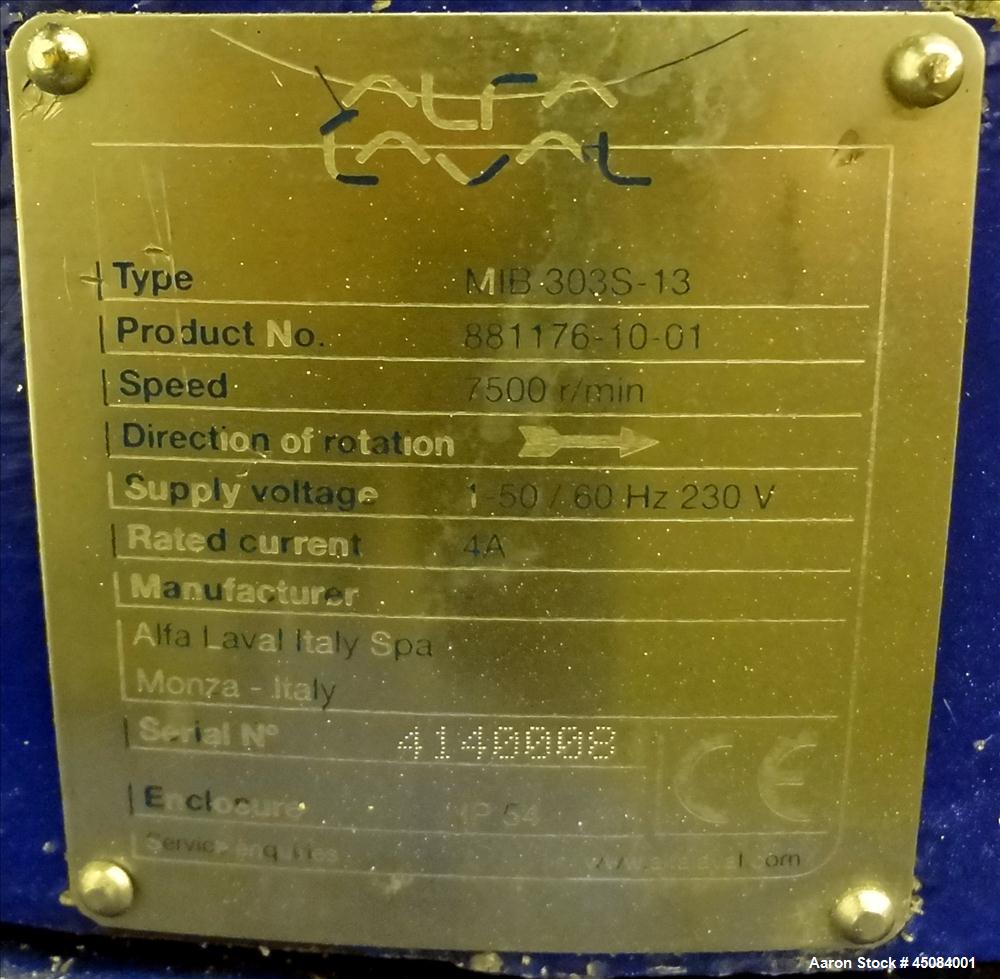 ALFA
LAVAL
Type MIB 303S-13
Product No. 881176-10-01
Speed 7500 r/min
Direction of rotation
Supply voltage 1-50 / 60 Hz 230 V
Rated current 4A
Manufacturer
Alfa Laval Italy Spa
Monza - Italy
Serial N° 4140008
Enclosure IP 54
CE
Service
Aaron Stock # 45084001